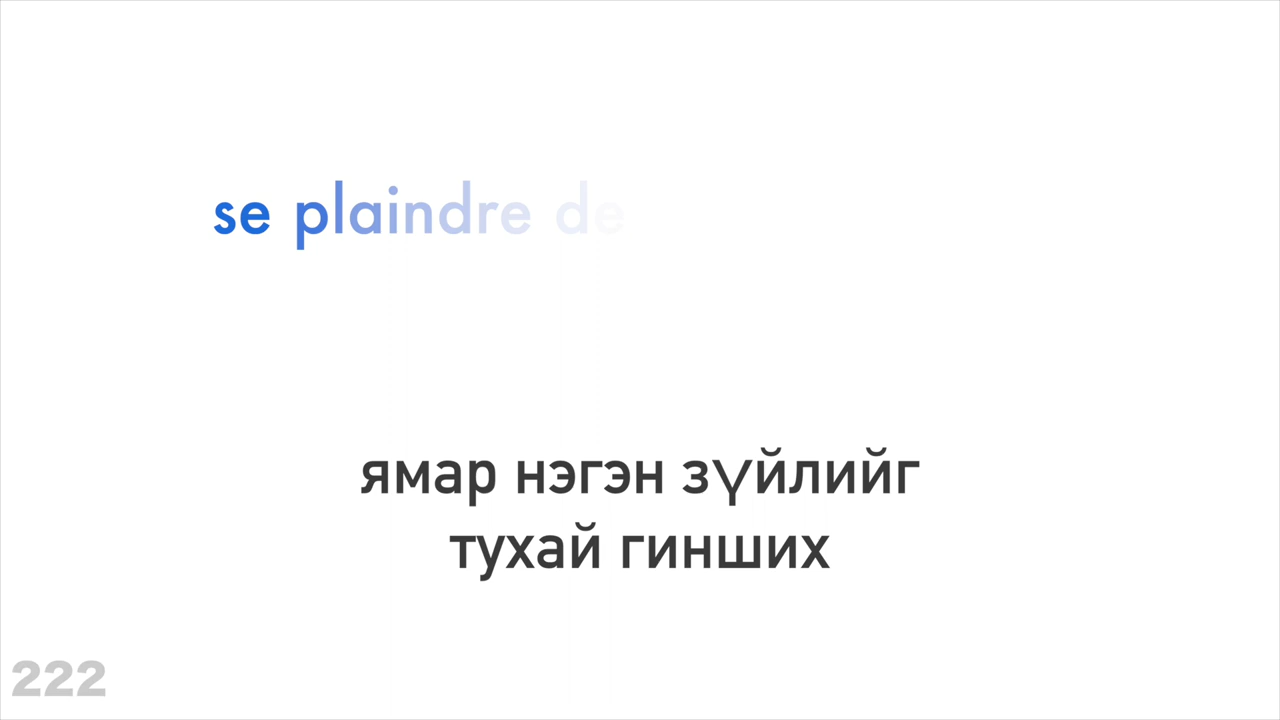 se plaindre de
ямар нэгэн зүйлийг
тухай гинших
222